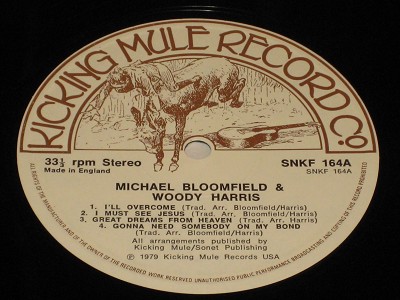 KICKING MULE RECORD Co.
33⅓ rpm Stereo
Made in England
SNKF 164A
SNKF 164A
MICHAEL BLOOMFIELD &
WOODY HARRIS
1. I'LL OVERCOME (Trad. Arr. Bloomfield/Harris)
2. I MUST SEE JESUS (Trad. Arr. Bloomfield/Harris)
3. GREAT DREAMS FROM HEAVEN (Trad. Arr. Bloomfield/Harris)
4. GONNA NEED SOMEBODY ON MY BOND
(Trad. Arr. Bloomfield/Harris)
All arrangements published by
Kicking Mule/Sonet Publishing
℗ 1979 Kicking Mule Records USA
ALL RIGHTS OF THE MANUFACTURER AND OF THE OWNER OF THE RECORDED WORK RESERVED. UNAUTHORISED PUBLIC PERFORMANCE, BROADCASTING AND COPYING OF THIS RECORD PROHIBITED